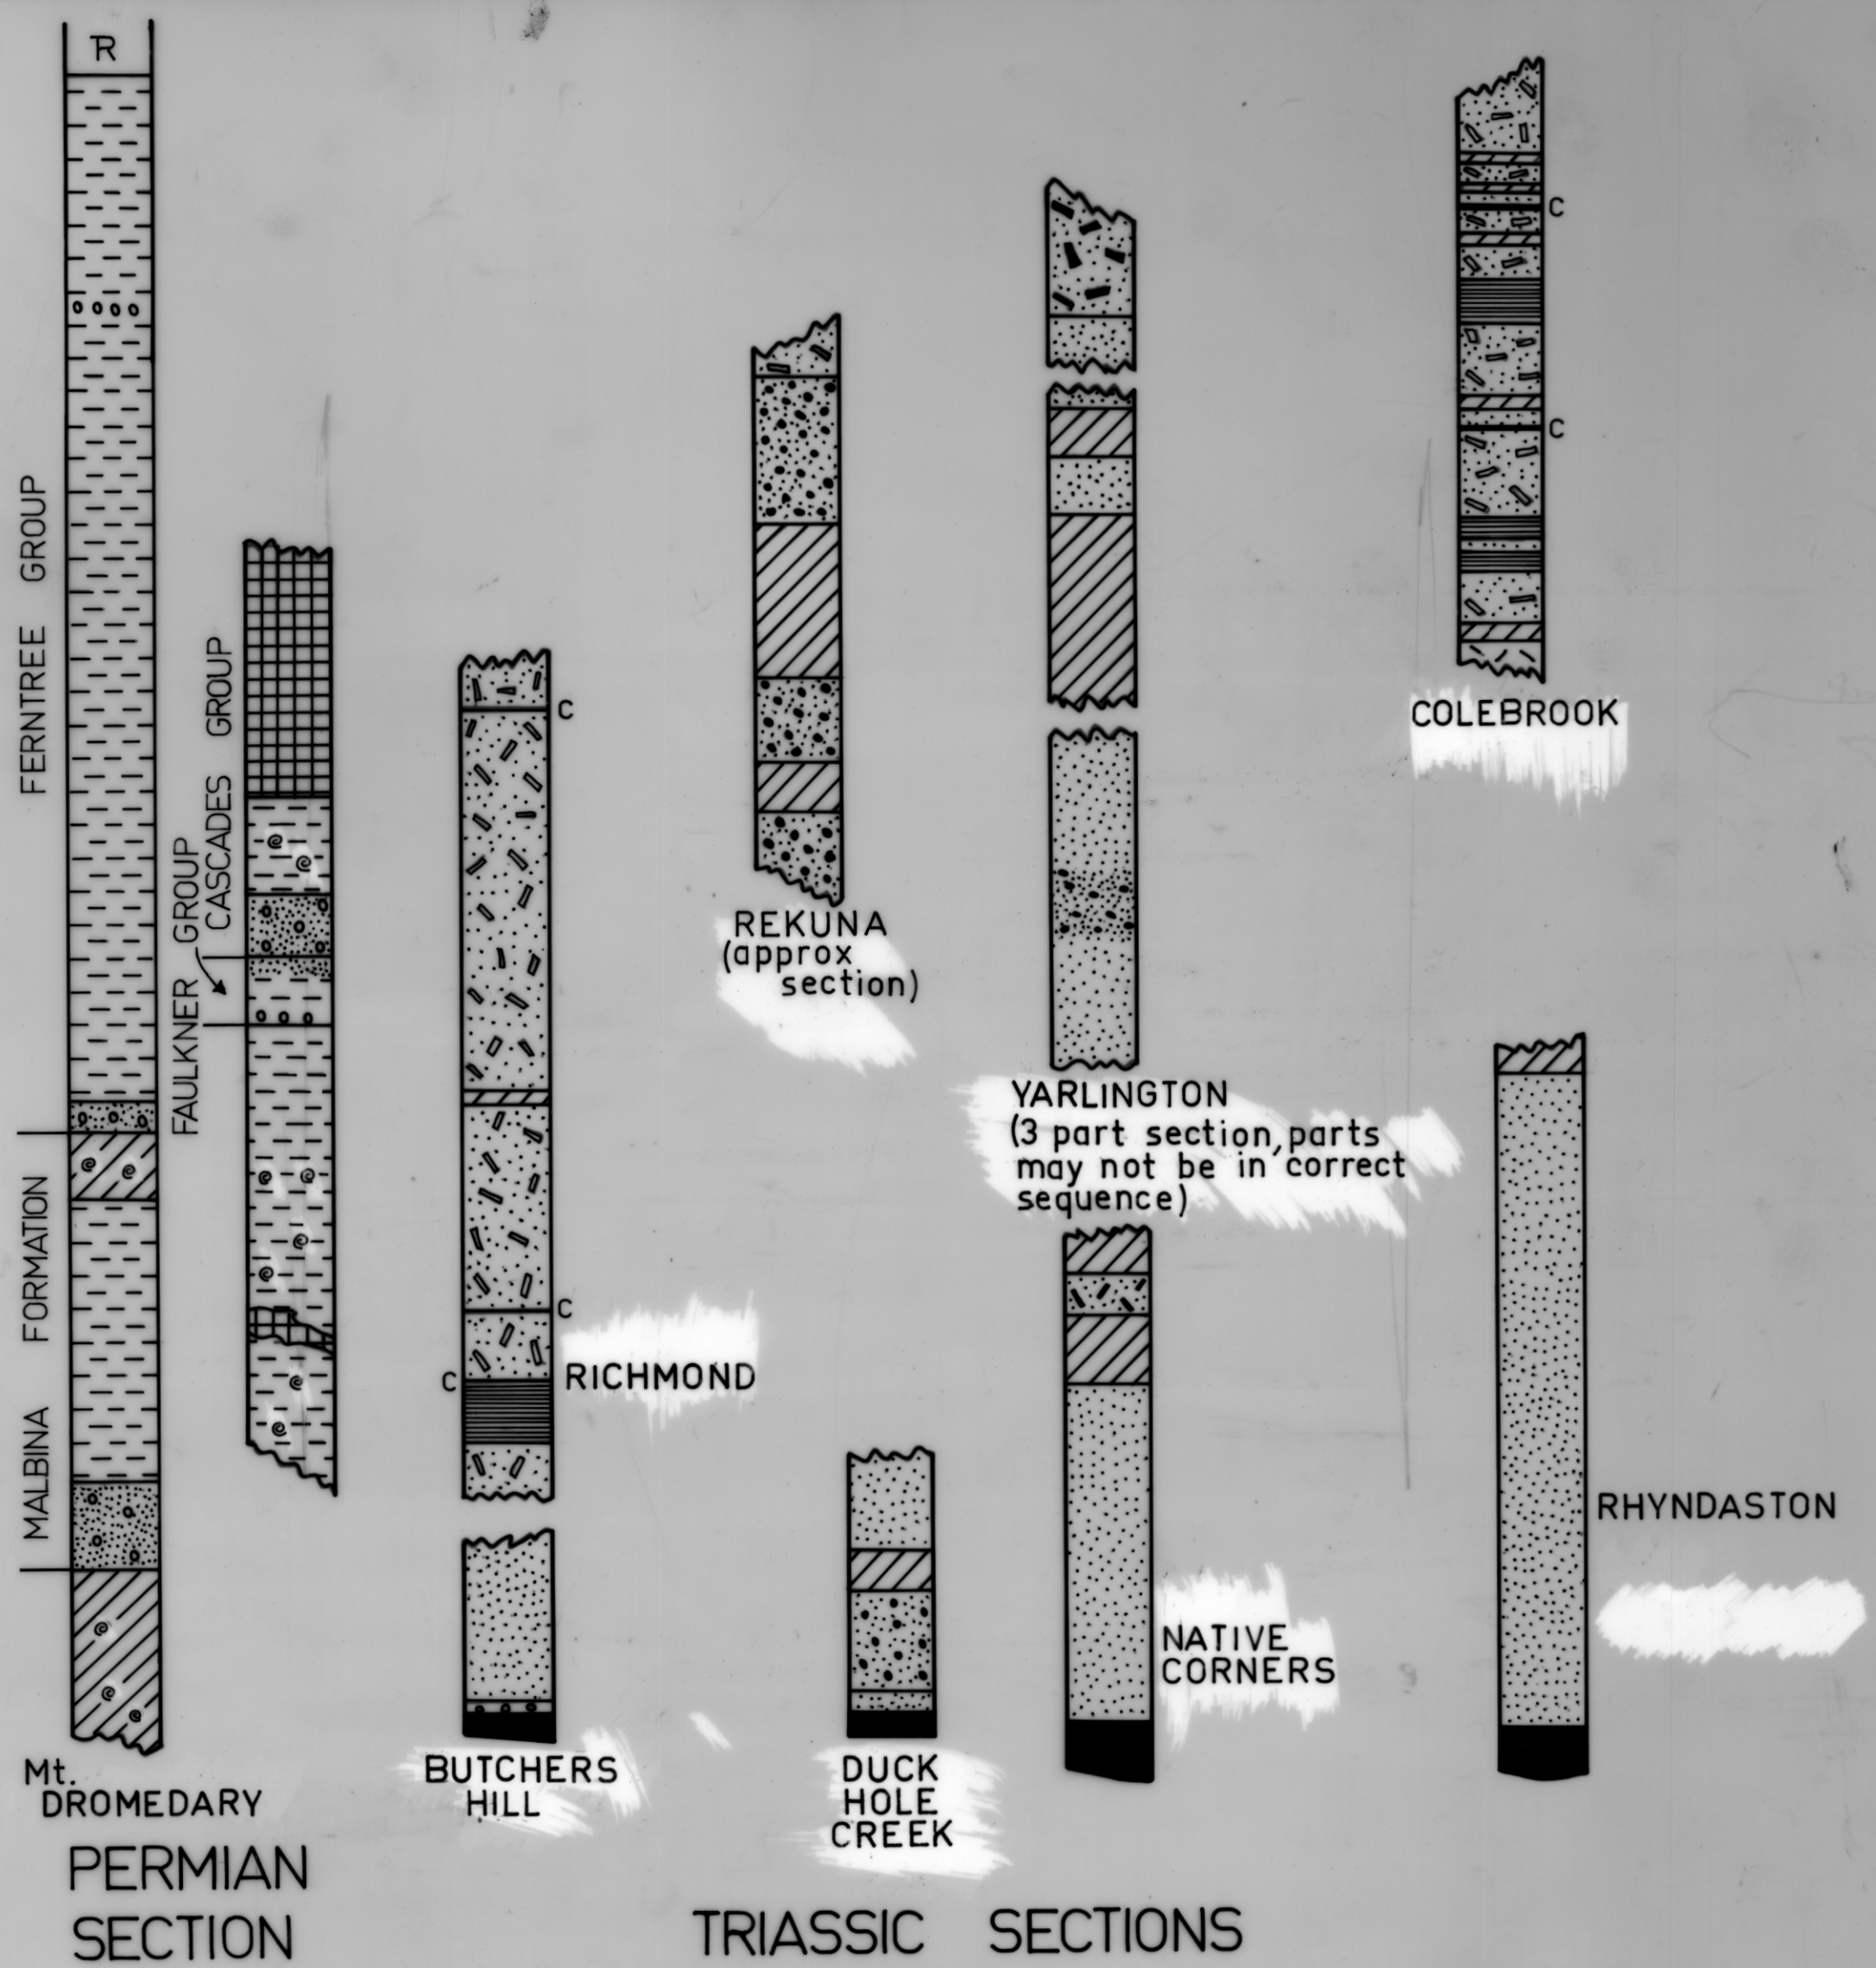 TR
FERNTREE GROUP
MALBINA FORMATION
FAULKNER GROUP
CASCADES GROUP
Mt.
DROMEDARY
PERMIAN
SECTION
C
C
C
RICHMOND
BUTCHERS
HILL
REKUNA
(approx
section)
DUCK
HOLE
CREEK
YARLINGTON
(3 part section, parts
may not be in correct
sequence)
NATIVE
CORNERS
C
C
COLEBROOK
RHYNDASTON
TRIASSIC SECTIONS